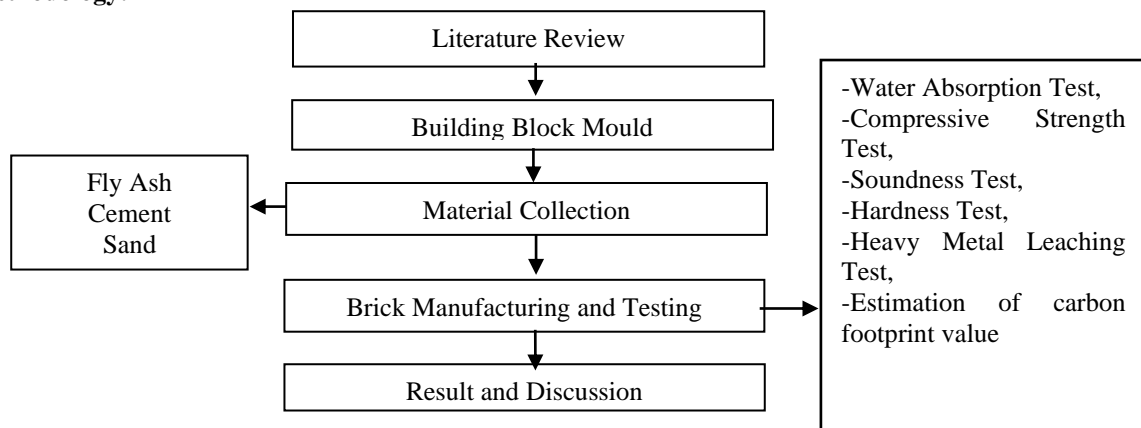 Literature Review
Building Block Mould
Fly Ash
Cement
Sand
Material Collection
Brick Manufacturing and Testing
Result and Discussion
-Water Absorption Test,
-Compressive Strength
Test,
-Soundness Test,
-Hardness Test,
-Heavy Metal Leaching
Test,
-Estimation of carbon
footprint value